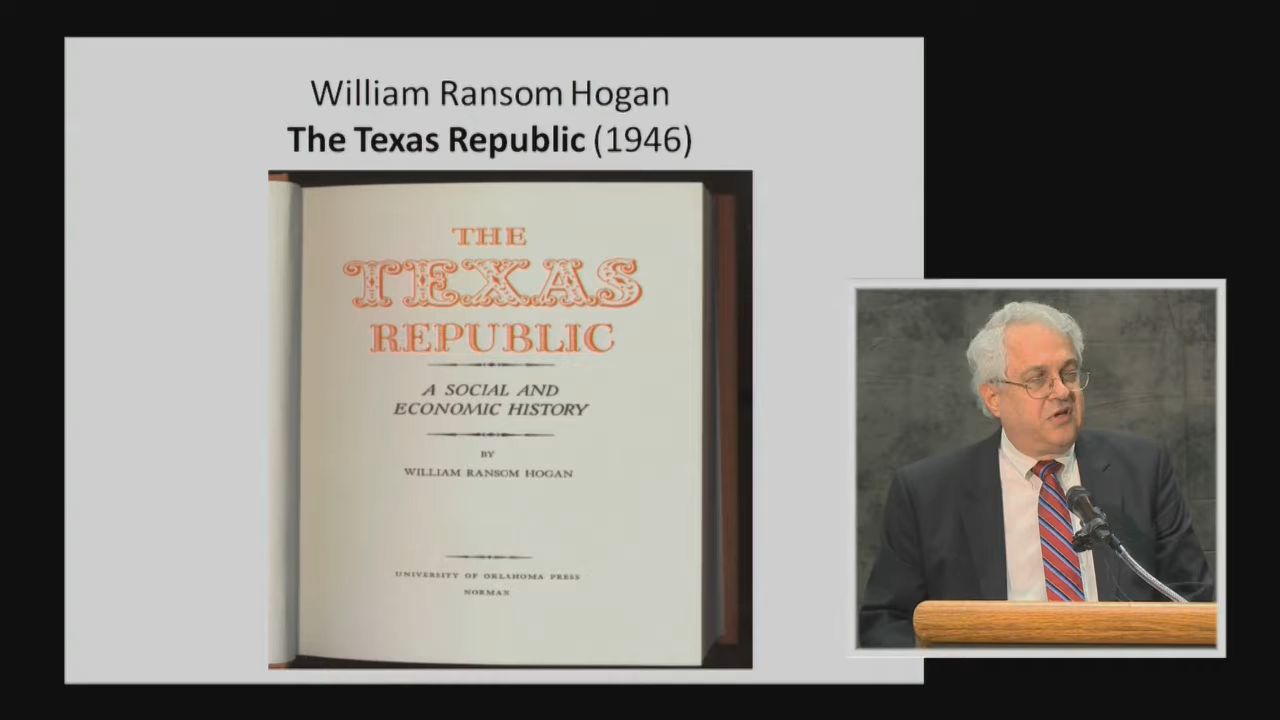 William Ransom Hogan
The Texas Republic (1946)
THE
TEXAS
REPUBLIC
A SOCIAL AND
ECONOMIC HISTORY
BY
WILLIAM RANSOM HOGAN
UNIVERSITY OF OKLAHOMA PRESS
NORMAN